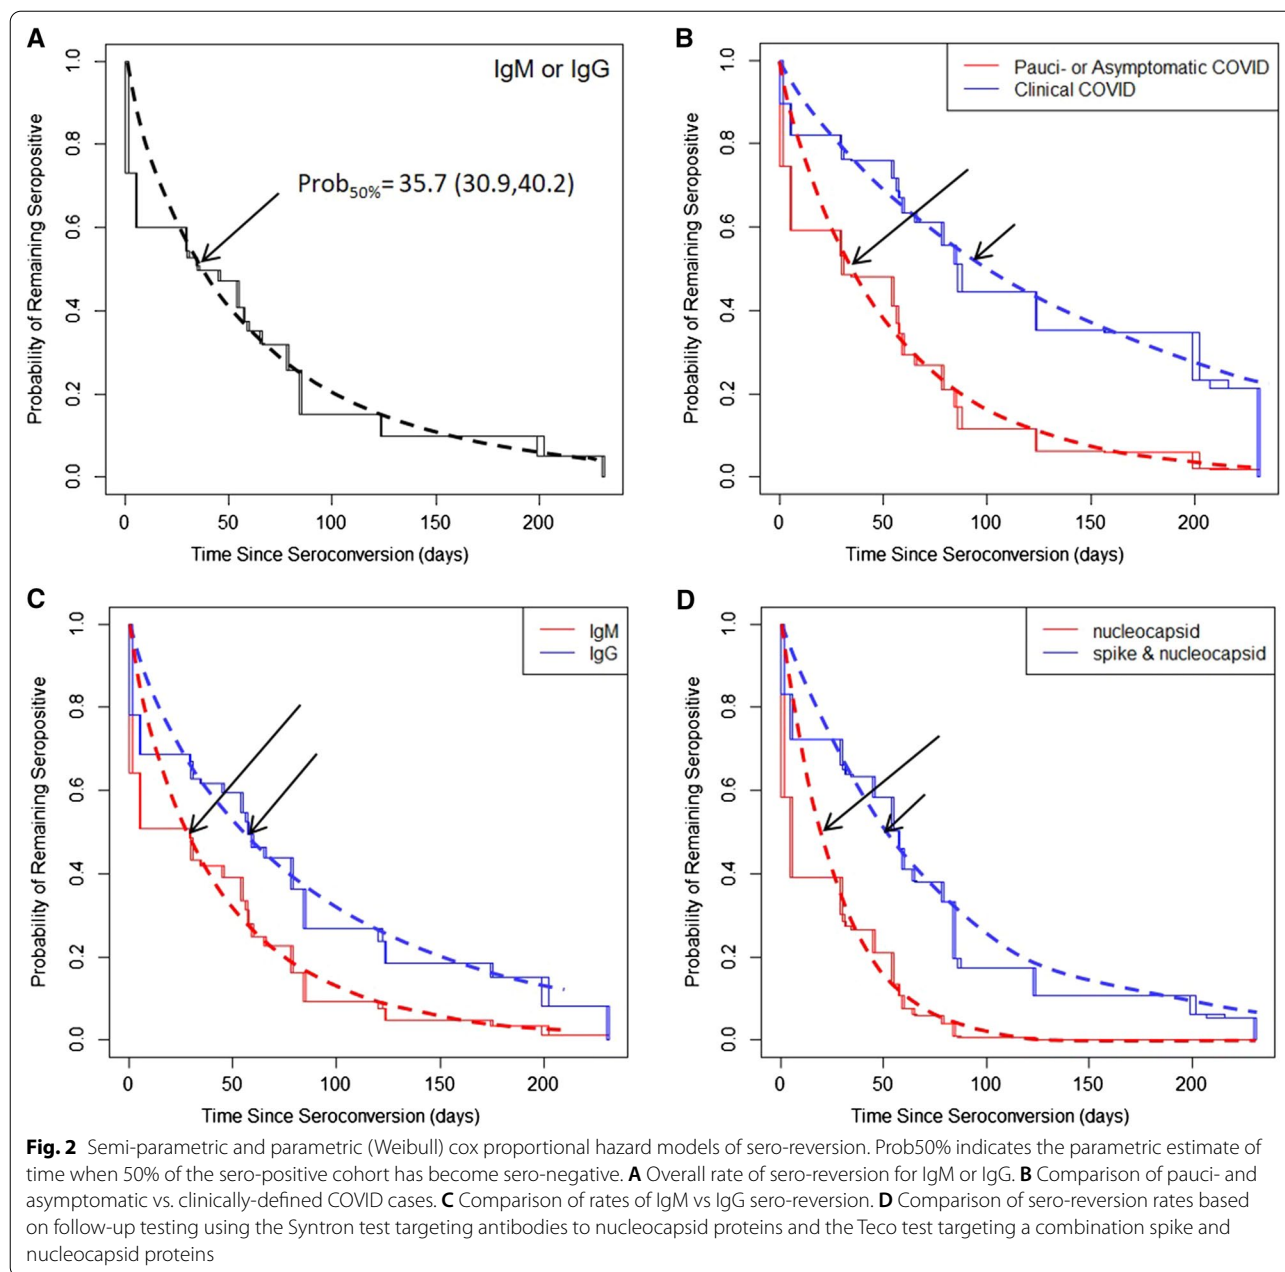 A
IgM or IgG
Prob50%= 35.7 (30.9,40.2)
Probability of Remaining Seropositive
1.0
0.8
0.6
0.4
0.2
0.0
0 50 100 150 200
Time Since Seroconversion (days)
B
Pauci- or Asymptomatic COVID
Clinical COVID
Probability of Remaining Seropositive
1.0
0.8
0.6
0.4
0.2
0.0
0 50 100 150 200
Time Since Seroconversion (days)
C
IgM
IgG
Probability of Remaining Seropositive
1.0
0.8
0.6
0.4
0.2
0.0
0 50 100 150 200
Time Since Seroconversion (days)
D
nucleocapsid
spike & nucleocapsid
Probability of Remaining Seropositive
1.0
0.8
0.6
0.4
0.2
0.0
0 50 100 150 200
Time Since Seroconversion (days)
Fig. 2 Semi-parametric and parametric (Weibull) cox proportional hazard models of sero-reversion. Prob50% indicates the parametric estimate of
time when 50% of the sero-positive cohort has become sero-negative. A Overall rate of sero-reversion for IgM or IgG. B Comparison of pauci- and
asymptomatic vs. clinically-defined COVID cases. C Comparison of rates of IgM vs IgG sero-reversion. D Comparison of sero-reversion rates based
on follow-up testing using the Syntron test targeting antibodies to nucleocapsid proteins and the Teco test targeting a combination spike and
nucleocapsid proteins